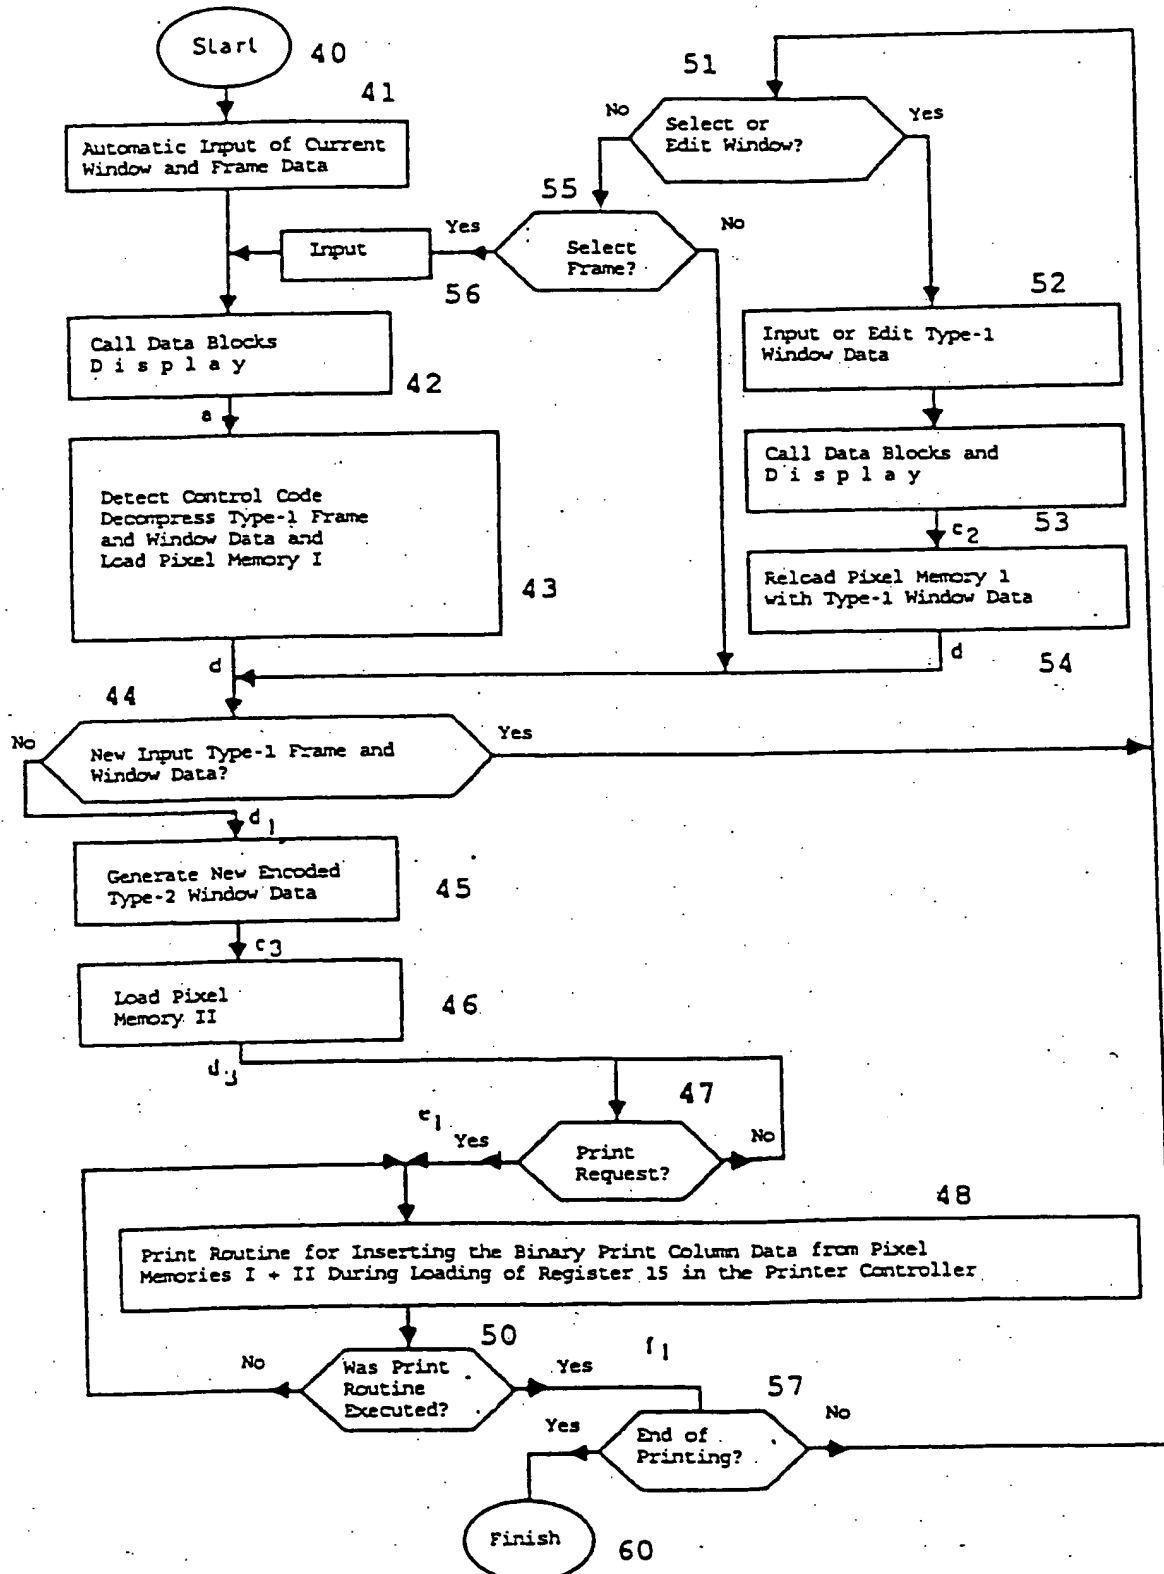 Start
40
41
Automatic Input of Current
Window and Frame Data
51
No
Select or
Edit Window?
Yes
55
Yes
Select
Frame?
No
Input
56
52
Input or Edit Type-1
Window Data
Call Data Blocks
D i s p l a y
42
a
Call Data Blocks and
D i s p l a y
53
c2
Detect Control Code
Decompress Type-1 Frame
and Window Data and
Load Pixel Memory I
43
Reload Pixel Memory 1
with Type-1 Window Data
54
d
d
44
No
New Input Type-1 Frame and
Window Data?
Yes
d1
Generate New Encoded
Type-2 Window Data
45
c3
Load Pixel
Memory II
46
d3
47
e1
Yes
Print
Request?
No
48
Print Routine for Inserting the Binary Print Column Data from Pixel
Memories I + II During Loading of Register 15 in the Printer Controller
50
No
Was Print
Routine
Executed?
Yes
f1
57
Yes
End of
Printing?
No
Finish
60